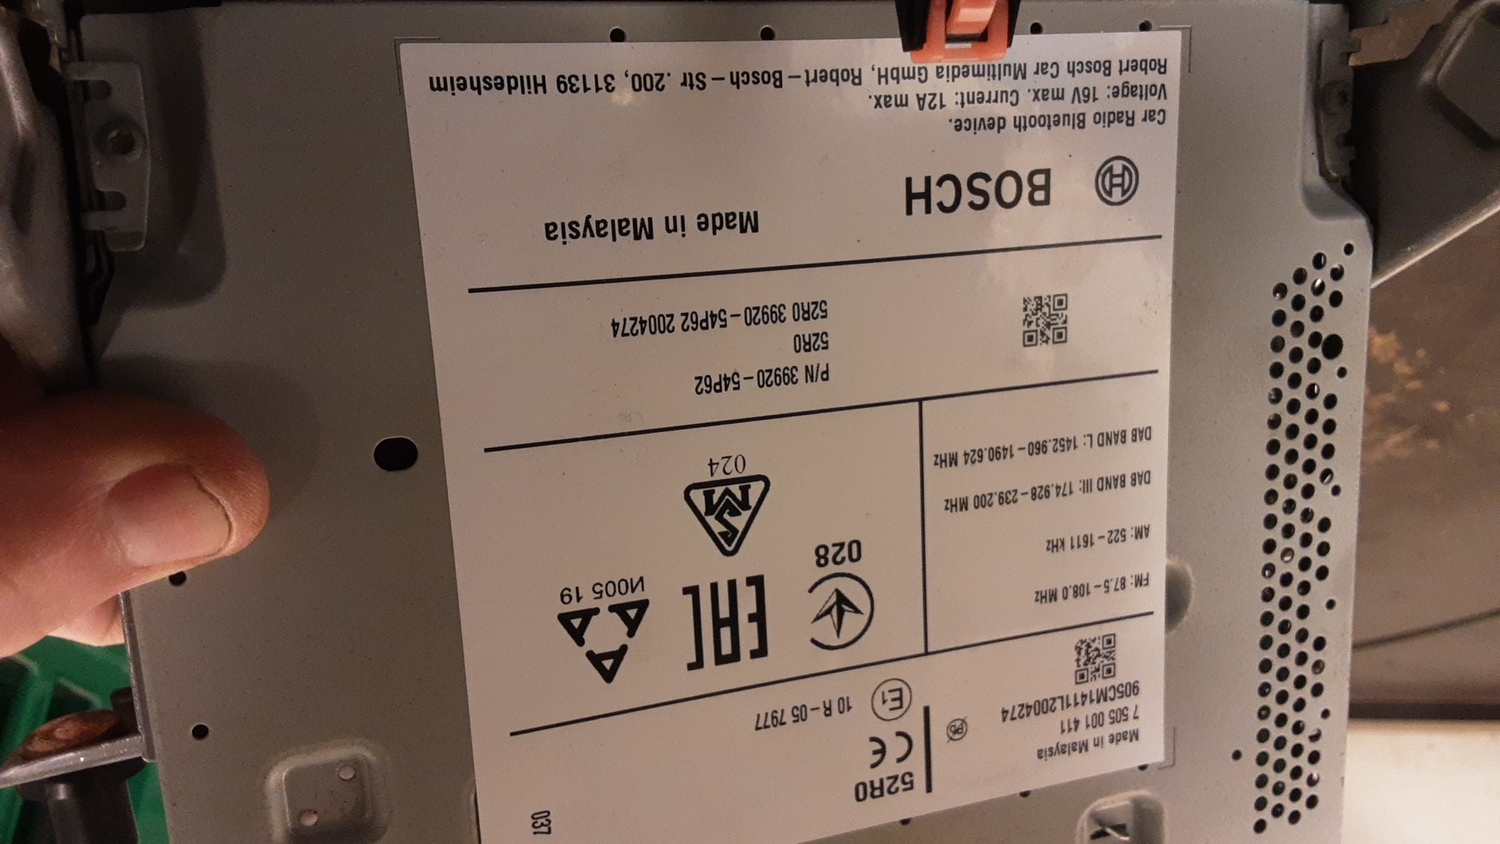 037
52R0
CE
E1
10 R-05 7977
Made in Malaysia
7 505 001 411
905CM1411L2004274
Pb
FM: 87.5-108.0 MHz
AM: 522-1611 kHz
DAB BAND III: 174.928-239.200 MHz
DAB BAND L: 1452.960-1490.624 MHz
028
EAC
И005 19
SM
024
P/N 39920-54P62
52R0
52R0 39920-54P62 2004274
BOSCH
Made in Malaysia
Car Radio Bluetooth device.
Voltage: 16V max. Current: 12A max.
Robert Bosch Car Multimedia GmbH, Robert-Bosch-Str .200, 31139 Hildesheim